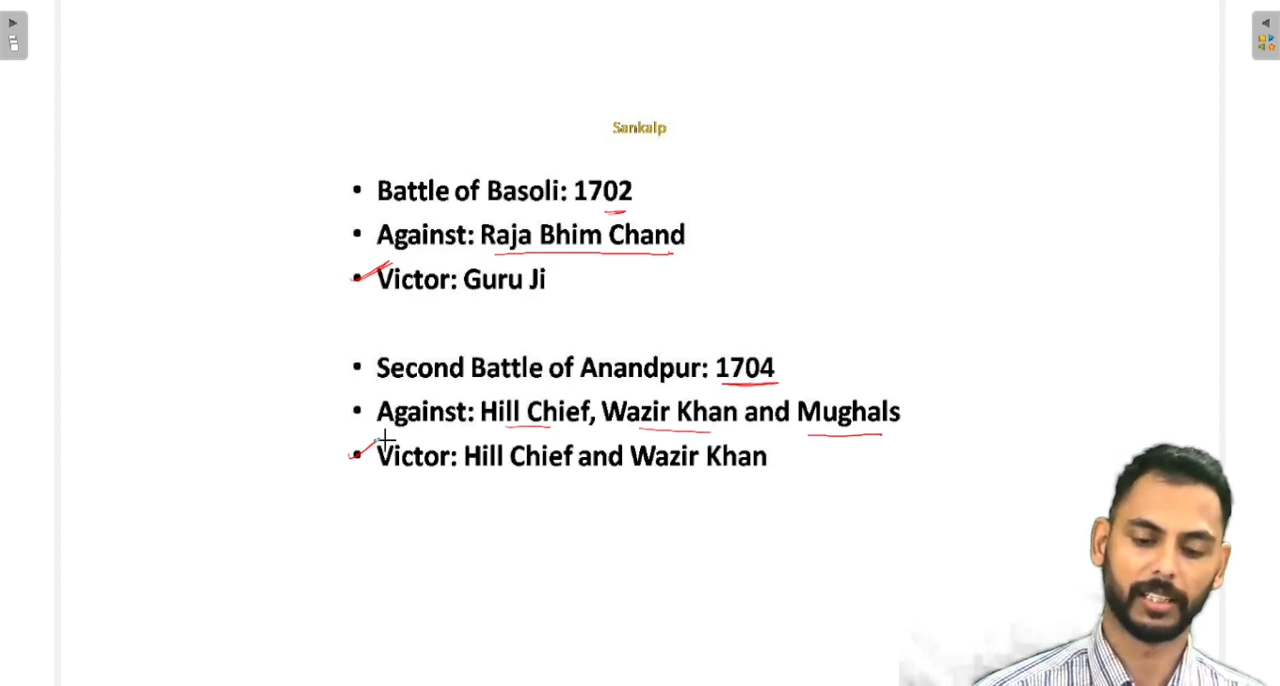 Sankalp
• Battle of Basoli: 1702
• Against: Raja Bhim Chand
• Victor: Guru Ji
• Second Battle of Anandpur: 1704
• Against: Hill Chief, Wazir Khan and Mughals
• Victor: Hill Chief and Wazir Khan